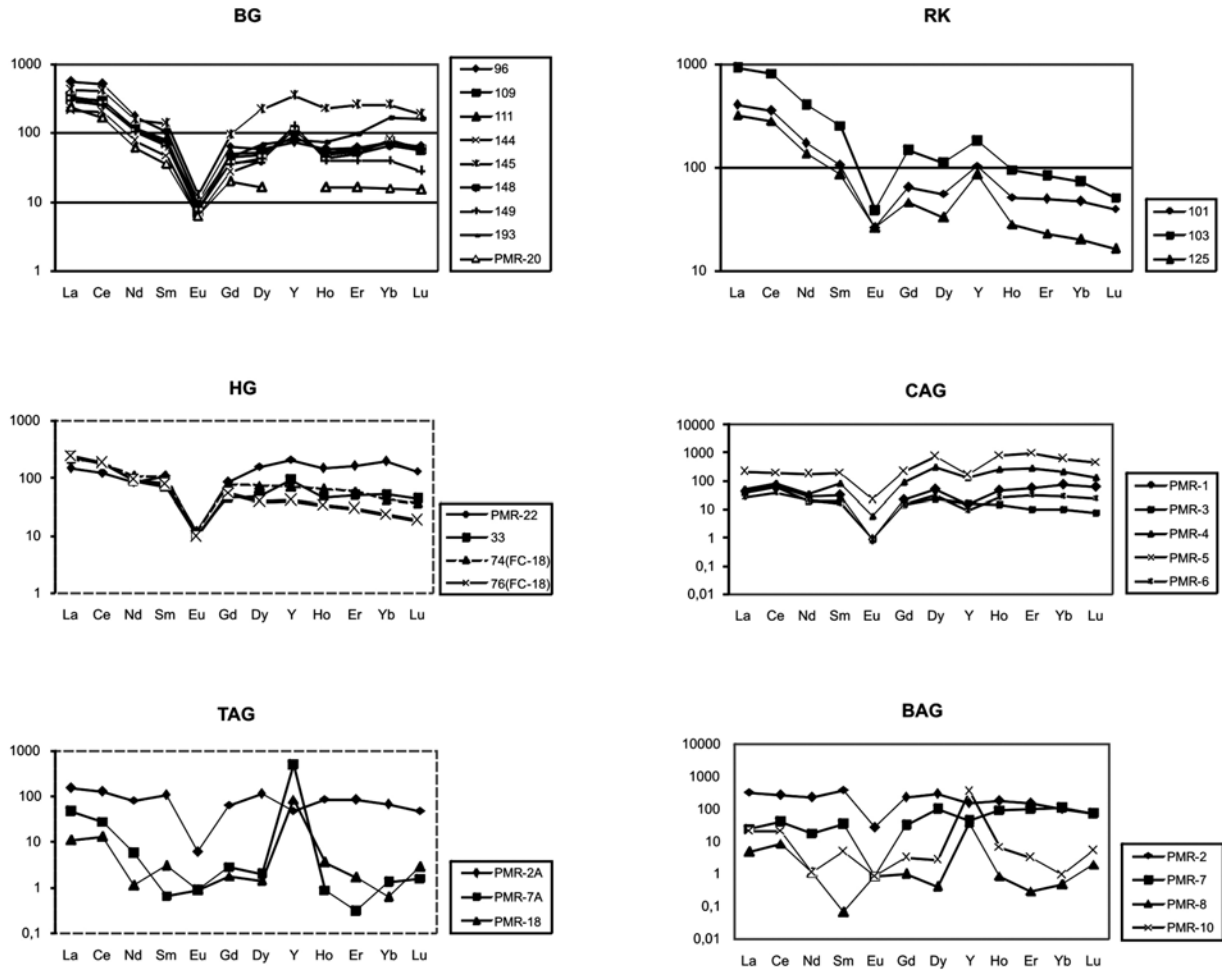 BG
1000
100
10
1
La Ce Nd Sm Eu Gd Dy Y Ho Er Yb Lu
96
109
111
144
145
148
149
193
PMR-20
RK
1000
100
10
La Ce Nd Sm Eu Gd Dy Y Ho Er Yb Lu
101
103
125
HG
1000
100
10
1
La Ce Nd Sm Eu Gd Dy Y Ho Er Yb Lu
PMR-22
33
74(FC-18)
76(FC-18)
CAG
10000
1000
100
10
1
0,1
0,01
La Ce Nd Sm Eu Gd Dy Y Ho Er Yb Lu
PMR-1
PMR-3
PMR-4
PMR-5
PMR-6
TAG
1000
100
10
1
0,1
La Ce Nd Sm Eu Gd Dy Y Ho Er Yb Lu
PMR-2A
PMR-7A
PMR-18
BAG
10000
1000
100
10
1
0,1
0,01
La Ce Nd Sm Eu Gd Dy Y Ho Er Yb Lu
PMR-2
PMR-7
PMR-8
PMR-10